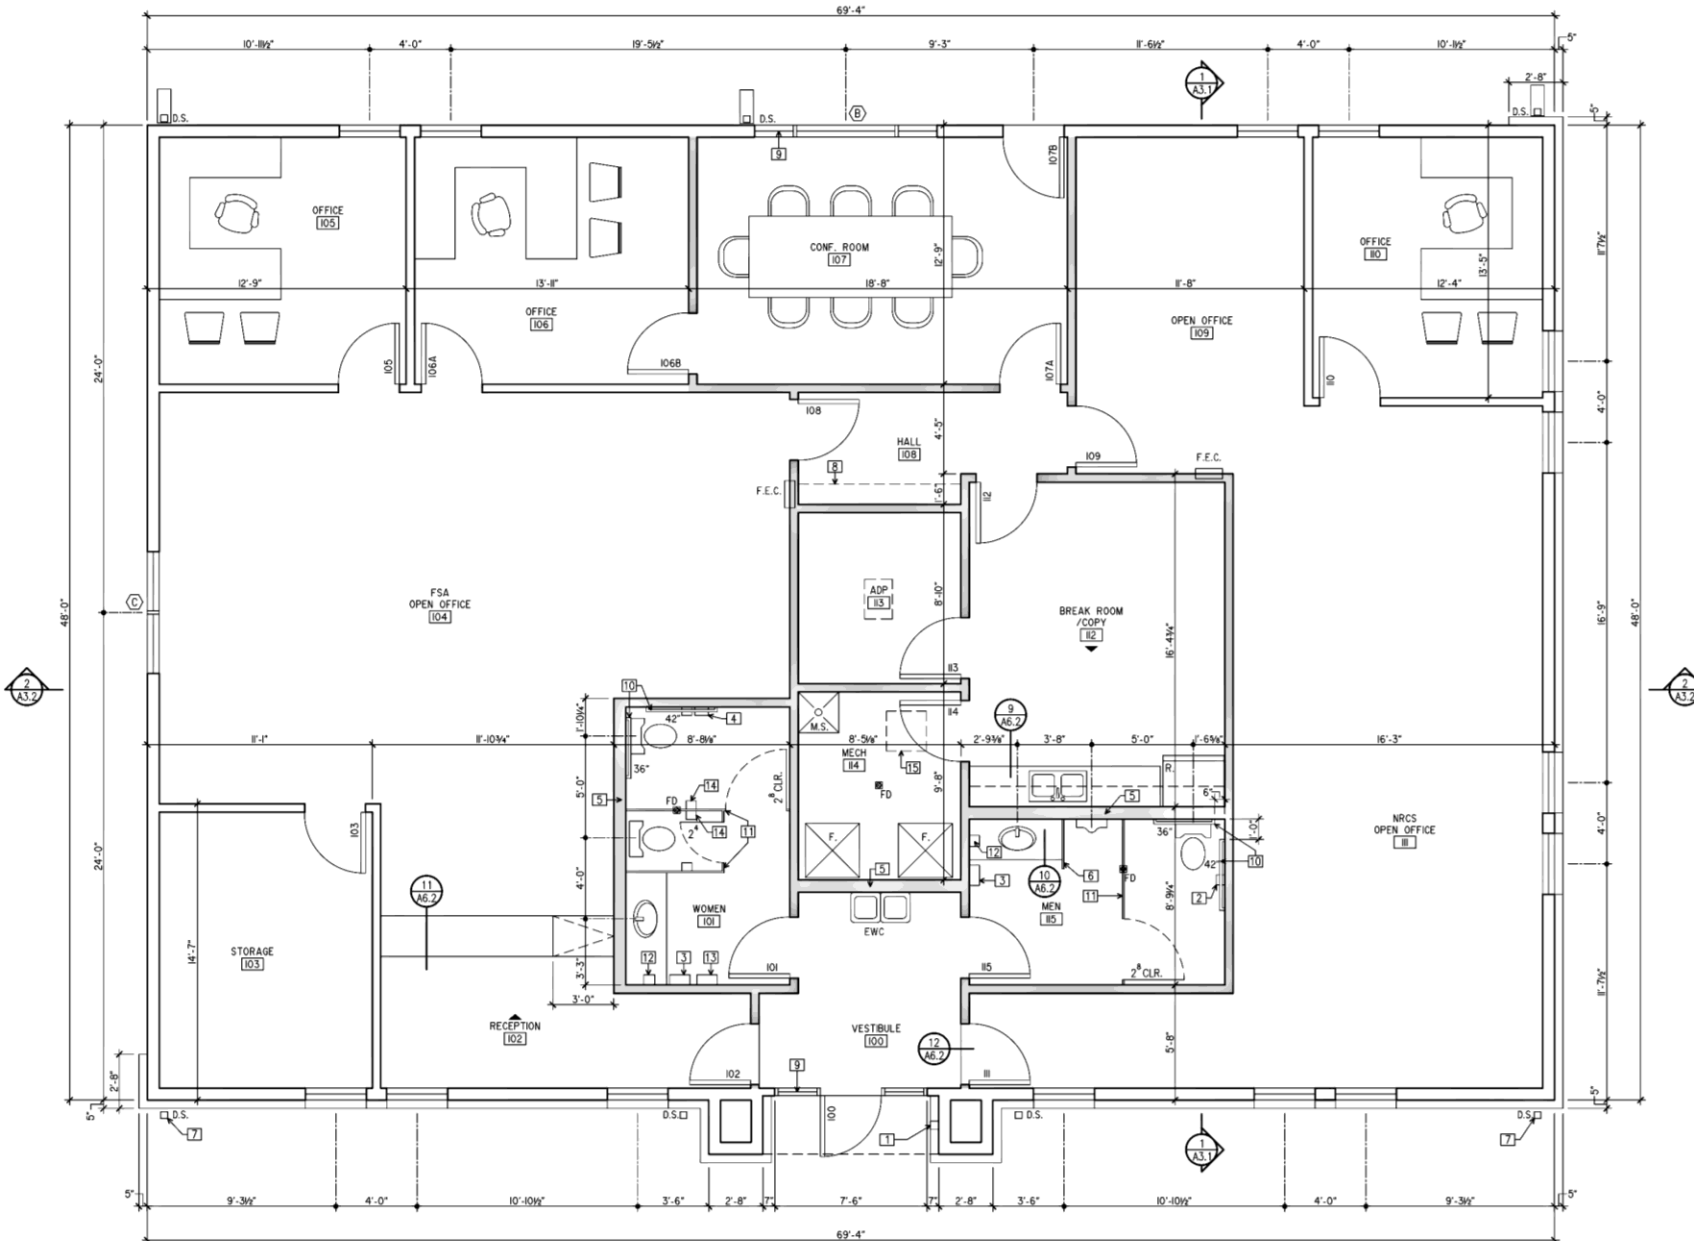 69'-4"
10'-11½"
4'-0"
19'-5½"
9'-3"
11'-6½"
4'-0"
10'-1½"
5"
1
A3.1
2'-8"
5"
D.S.
D.S.
B
D.S.
9
107B
OFFICE
105
CONF. ROOM
107
12'-9"
OFFICE
110
13'-5"
11'7½"
12'-9"
13'-11"
18'-8"
11'-8"
12'-4"
OFFICE
106
OPEN OFFICE
109
24'-0"
105
106A
106B
107A
110
4'-0"
108
HALL
108
4'-5"
109
F.E.C.
8
F.E.C.
1'-6"
112
C
FSA
OPEN OFFICE
104
ADP
113
8'-10"
BREAK ROOM
/COPY
112
16'-9"
48'-0"
48'-0"
16'-4¾"
113
2
A3.2
2
A3.2
10
42"
4
1'-10¼"
M.S.
114
9
A6.2
11'-1"
11'-10¾"
8'-8⅛"
8'-5⅛"
2'-9⅜"
3'-8"
5'-0"
1'-6⅝"
16'-3"
MECH
114
15
36"
R.
5'-0"
5
14
2⁸ CLR.
FD
FD
9'-8"
5
6"
14
11
2⁴
103
F.
F.
12
36"
1'-0"
NRCS
OPEN OFFICE
111
4'-0"
42"
10
24'-0"
4'-0"
5
3
10
A6.2
6
FD
11
A6.2
11
2
8'-9¼"
WOMEN
101
MEN
115
EWC
STORAGE
103
14'-7"
12
3
13
101
115
2⁸ CLR.
3'-3"
3'-0"
11'-7½"
RECEPTION
102
VESTIBULE
100
12
A6.2
5'-8"
2'-8"
102
9
111
5"
5"
D.S.
7
D.S.
100
1
D.S.
D.S.
7
1
A3.1
5"
9'-3½"
4'-0"
10'-10½"
3'-6"
2'-8"
7"
7'-6"
7"
2'-8"
3'-6"
10'-10½"
4'-0"
9'-3½"
5"
69'-4"